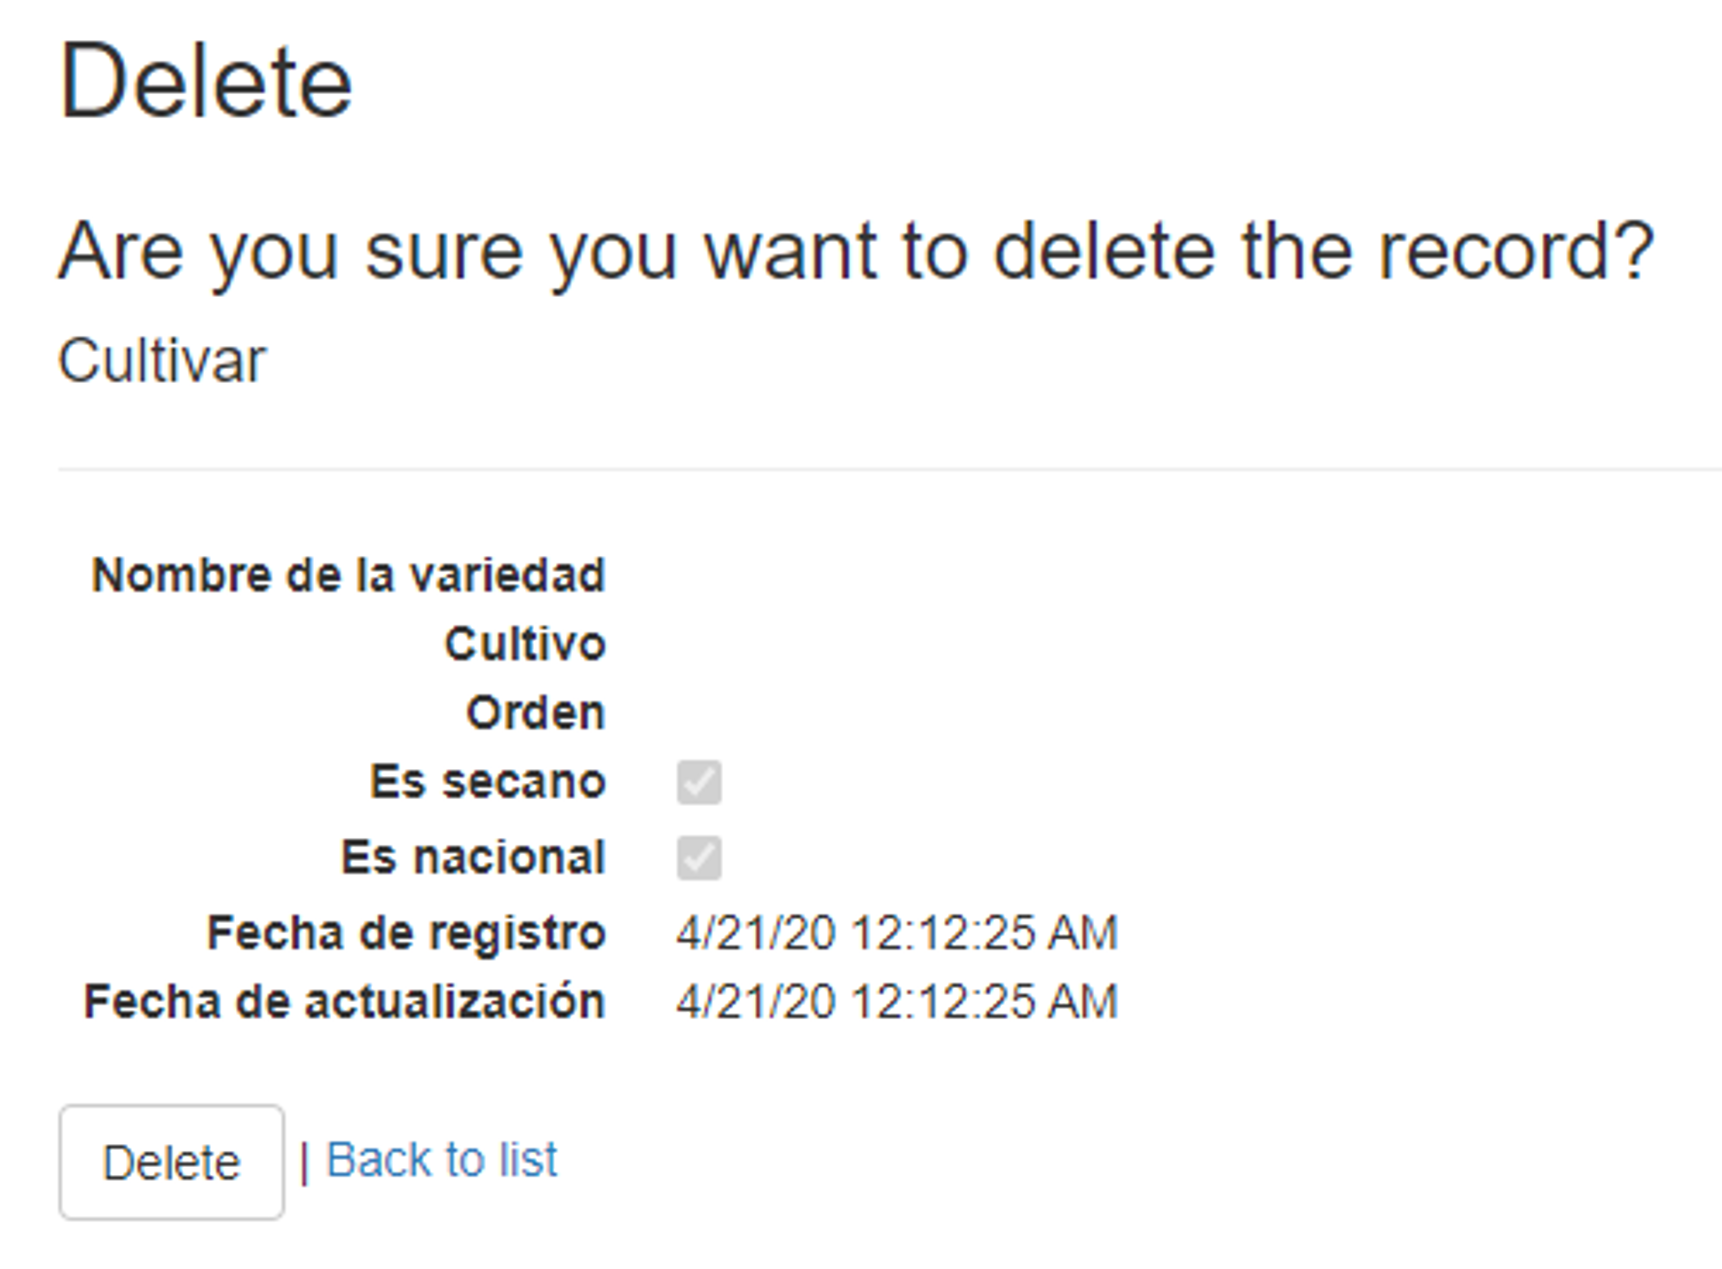 Delete
Are you sure you want to delete the record?
Cultivar
Nombre de la variedad
Cultivo
Orden
Es secano
Es nacional
Fecha de registro 4/21/20 12:12:25 AM
Fecha de actualización 4/21/20 12:12:25 AM
Delete | Back to list